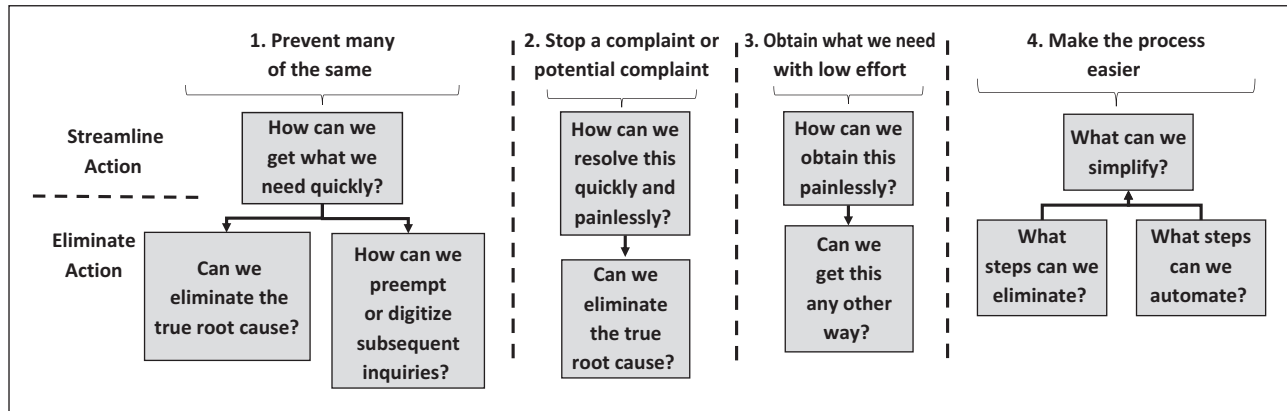 1. Prevent many
of the same
2. Stop a complaint or
potential complaint
3. Obtain what we need
with low effort
4. Make the process
easier
Streamline
Action
How can we
get what we
need quickly?
How can we
resolve this
quickly and
painlessly?
How can we
obtain this
painlessly?
What can we
simplify?
Eliminate
Action
Can we
eliminate the
true root cause?
How can we
preempt
or digitize
subsequent
inquiries?
Can we
eliminate
the true
root cause?
Can we
get this
any other
way?
What
steps can we
eliminate?
What steps
can we
automate?